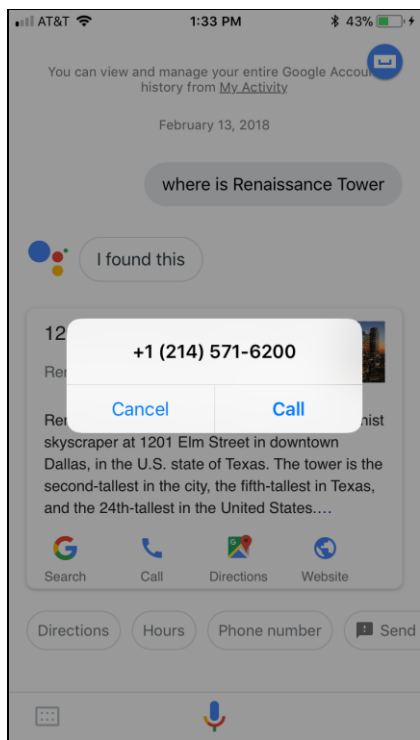 AT&T 1:33 PM 43%
You can view and manage your entire Google Accou
history from My Activity
February 13, 2018
where is Renaissance Tower
I found this
12
+1 (214) 571-6200
Rer
Cancel Call
Rer nist
skyscraper at 1201 Elm Street in downtown
Dallas, in the U.S. state of Texas. The tower is the
second-tallest in the city, the fifth-tallest in Texas,
and the 24th-tallest in the United States....
Search Call Directions Website
Directions Hours Phone number Send